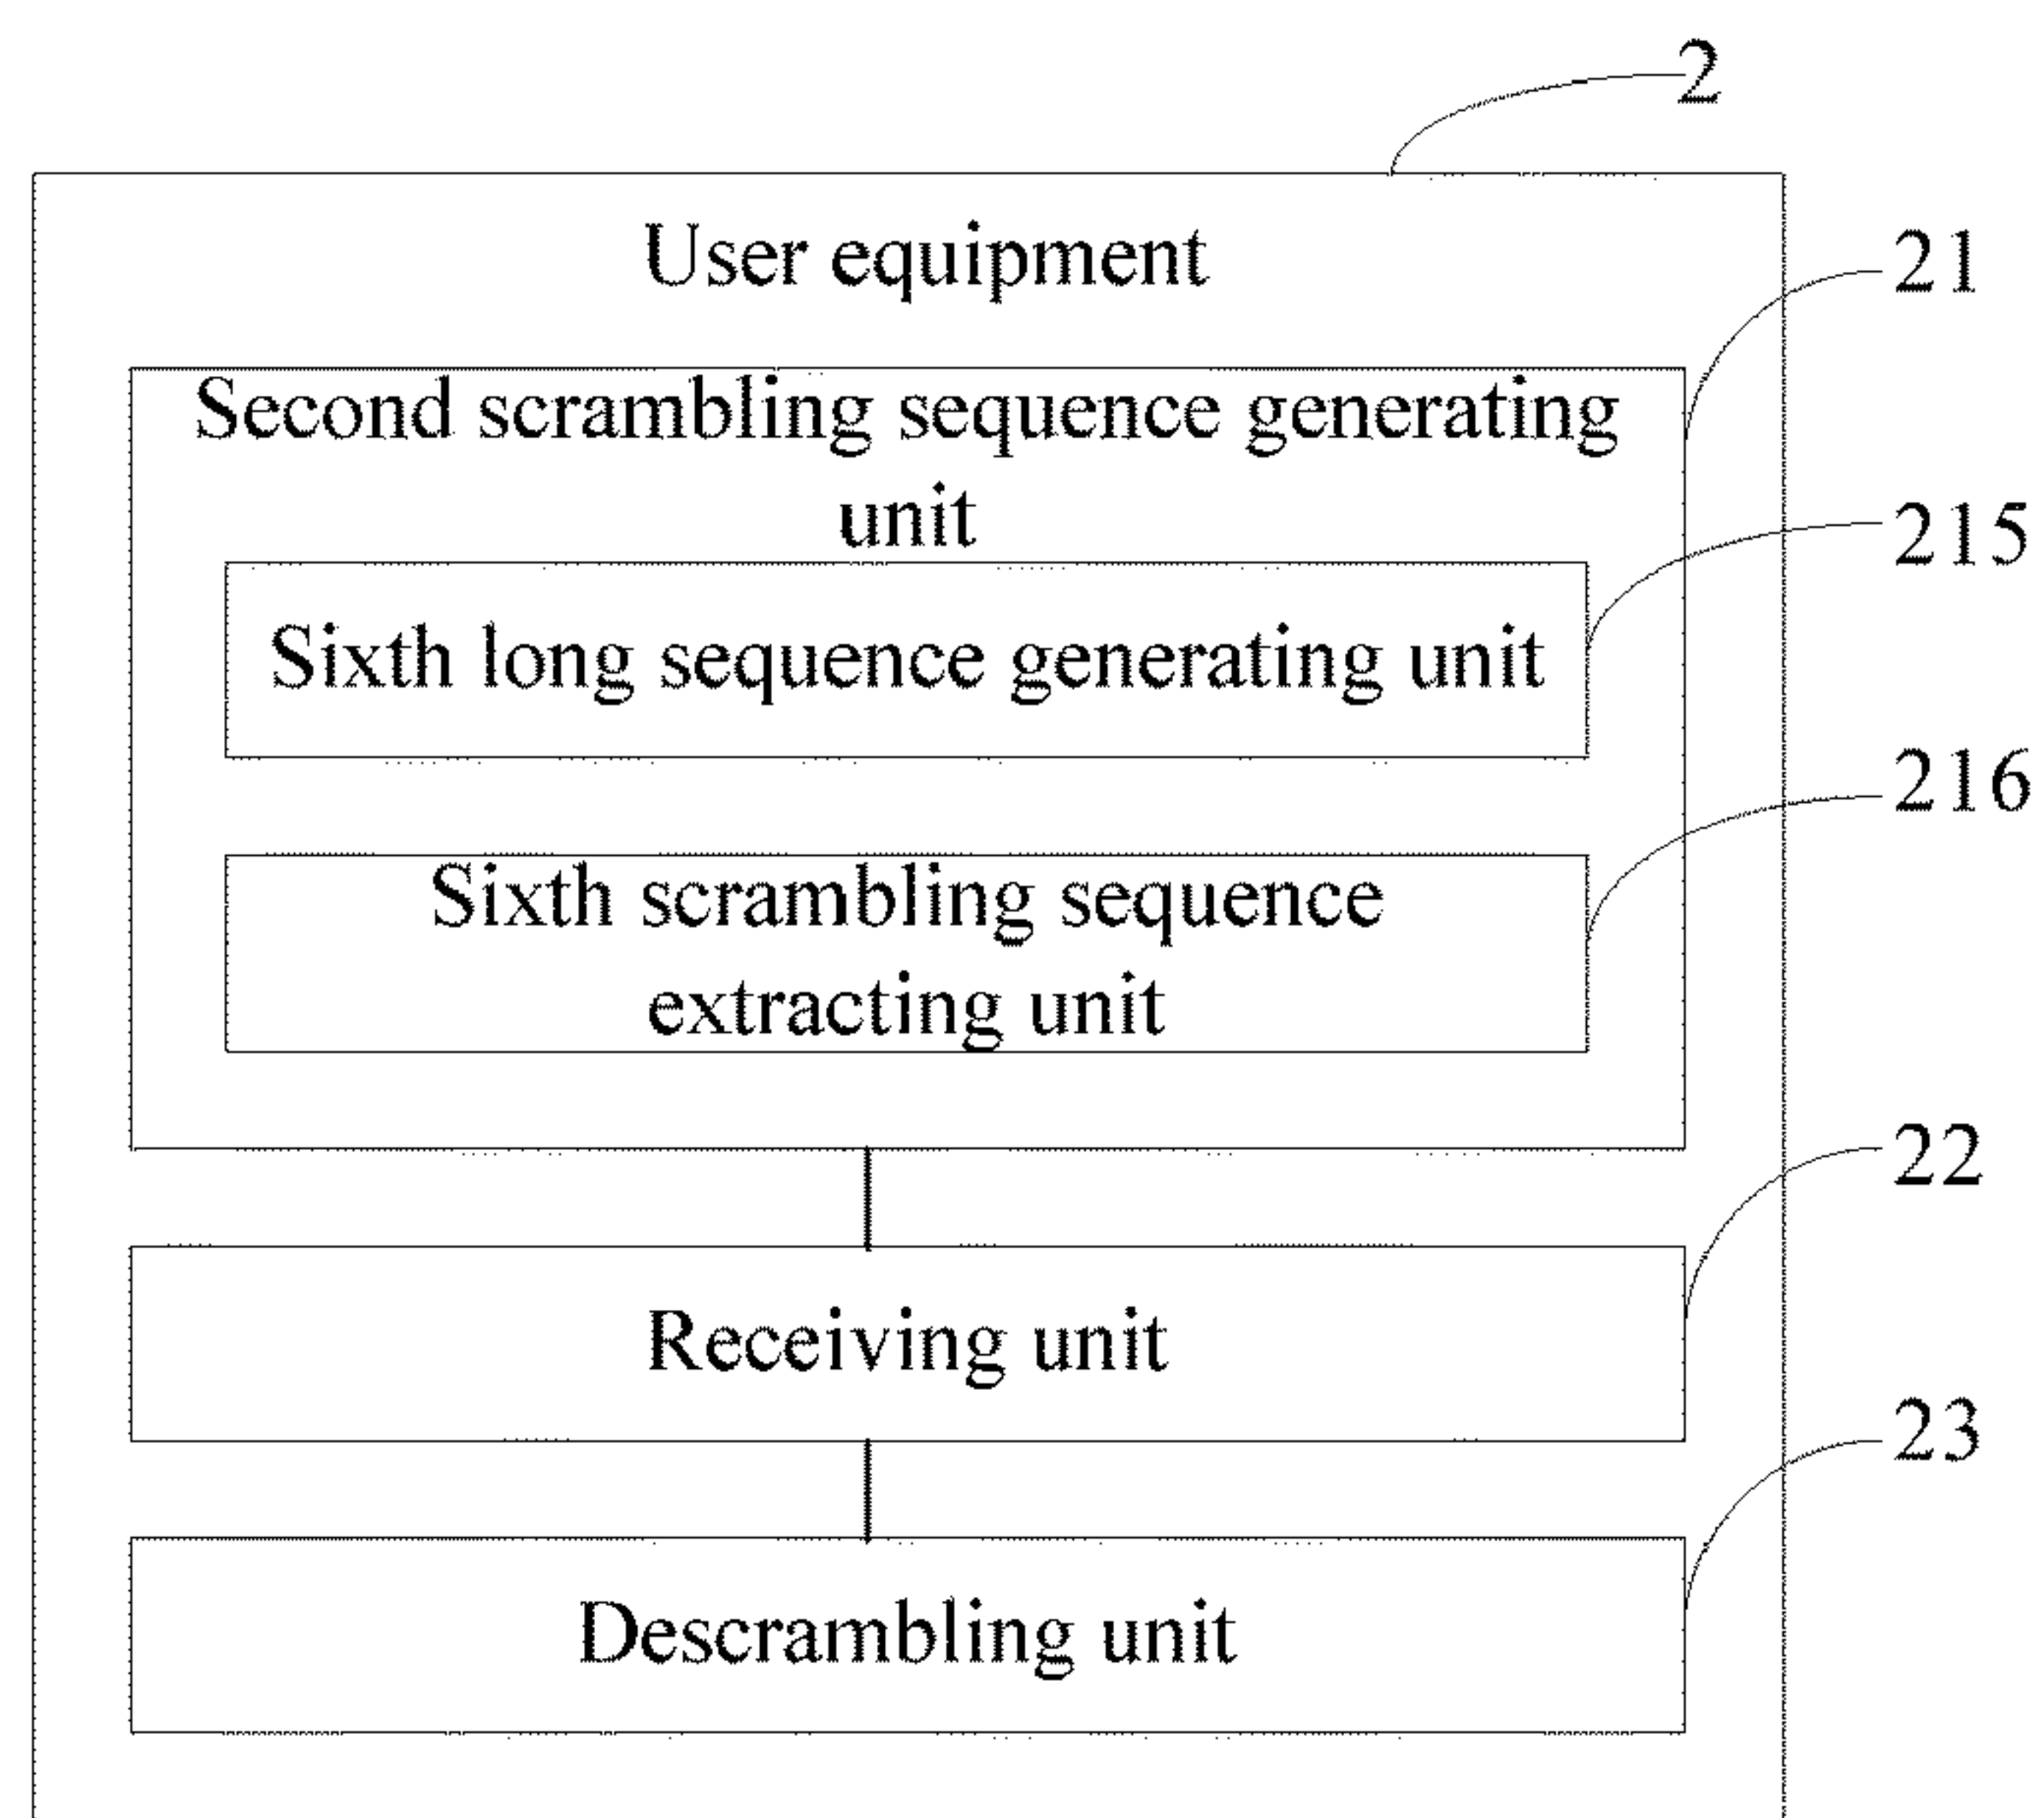 2
User equipment
21
Second scrambling sequence generating
unit
215
Sixth long sequence generating unit
216
Sixth scrambling sequence
extracting unit
22
Receiving unit
23
Descrambling unit